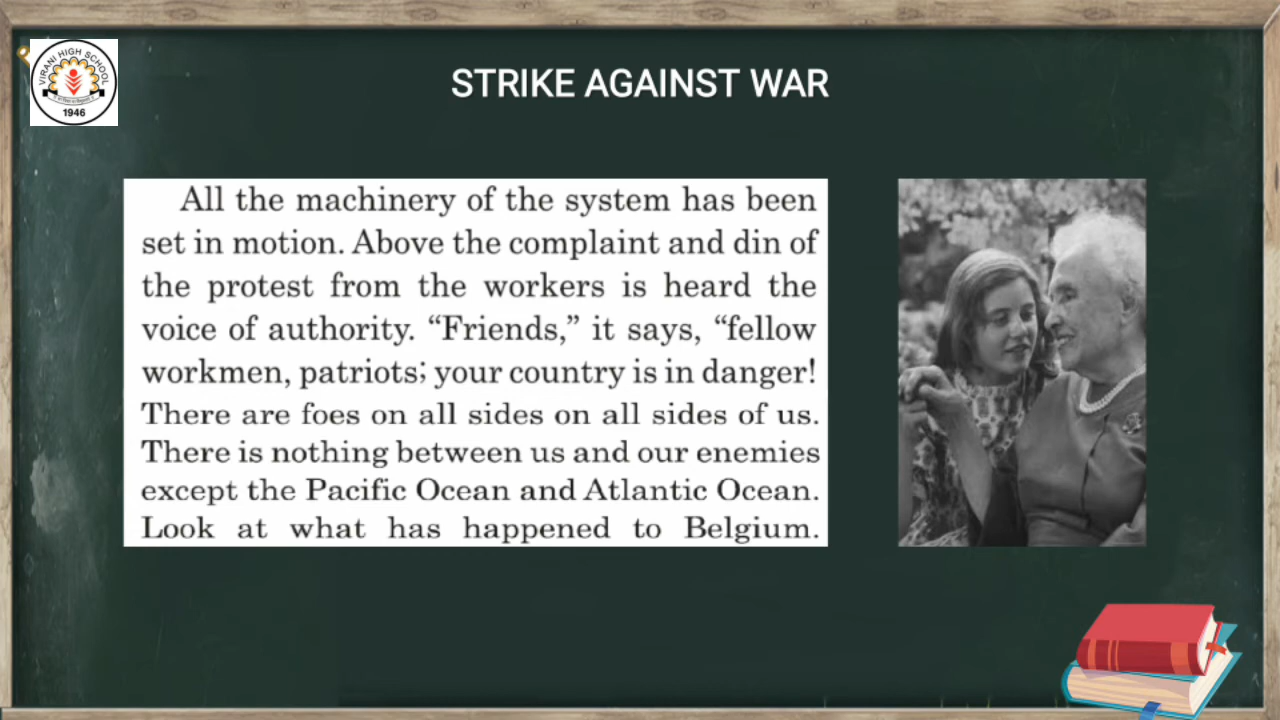 VIRANI HIGH SCHOOL
1946
STRIKE AGAINST WAR
All the machinery of the system has been
set in motion. Above the complaint and din of
the protest from the workers is heard the
voice of authority. “Friends,” it says, “fellow
workmen, patriots; your country is in danger!
There are foes on all sides on all sides of us.
There is nothing between us and our enemies
except the Pacific Ocean and Atlantic Ocean.
Look at what has happened to Belgium.